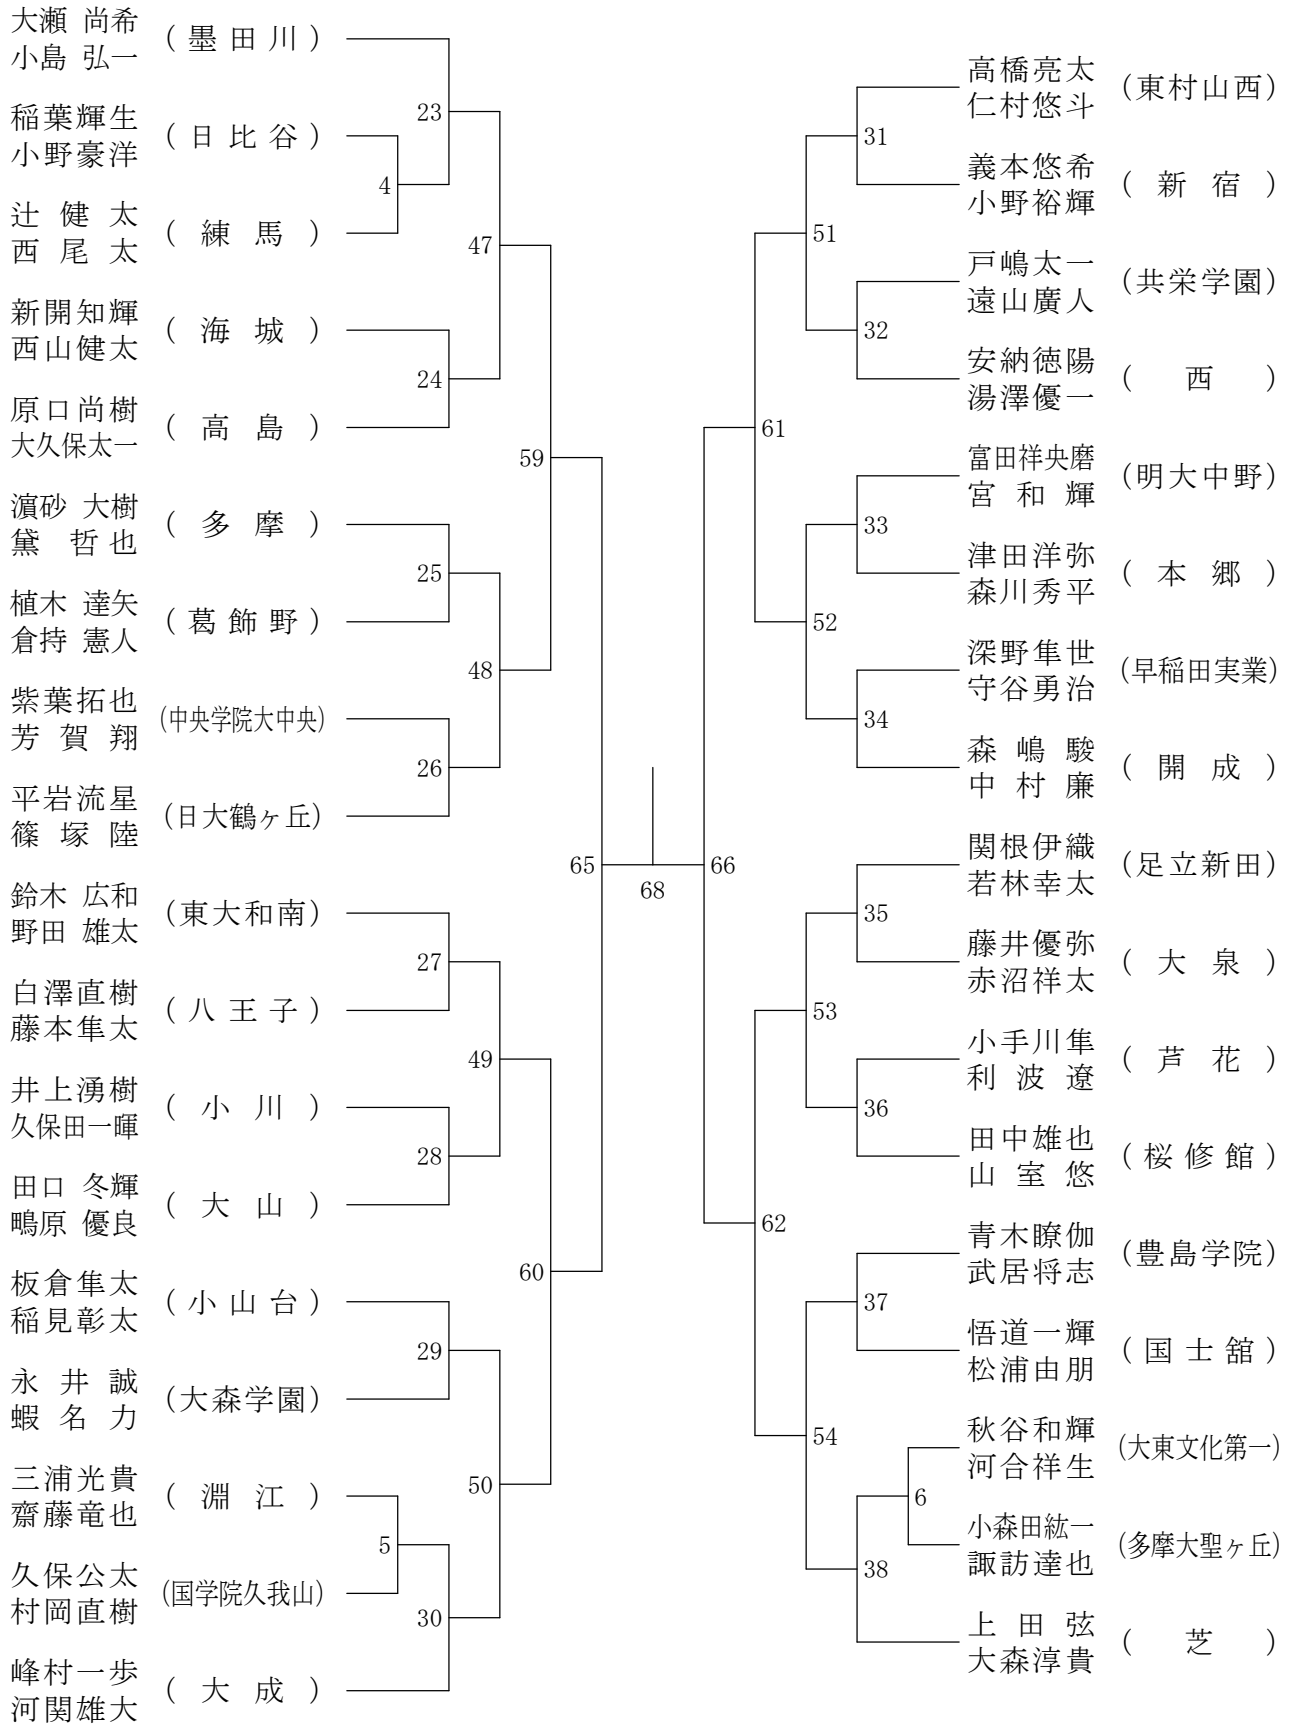 大瀬 尚希
小島 弘一
(墨田川)
稲葉輝生
小野豪洋
(日比谷)
辻健太
西尾太
(練馬)
新開知輝
西山健太
(海城)
原口尚樹
大久保太一
(高島)
濵砂 大樹
黛 哲也
(多摩)
植木 達矢
倉持 憲人
(葛飾野)
柴葉拓也
芳賀翔
(中央学院大中央)
平岩流星
篠塚陸
(日大鶴ヶ丘)
鈴木 広和
野田 雄太
(東大和南)
白澤直樹
藤本隼太
(八王子)
井上湧樹
久保田一暉
(小川)
田口 冬輝
鴫原 優良
(大山)
板倉隼太
稲見彰太
(小山台)
永井誠
蝦名力
(大森学園)
三浦光貴
齋藤竜也
(淵江)
久保公太
村岡直樹
(国学院久我山)
峰村一歩
河関雄大
(大成)
4
5
23
24
25
26
27
28
29
30
47
48
49
50
59
60
65
68
66
61
62
51
52
53
54
31
32
33
34
35
36
37
38
6
高橋亮太
仁村悠斗
(東村山西)
義本悠希
小野裕輝
(新宿)
戸嶋太一
遠山廣人
(共栄学園)
安納徳陽
湯澤優一
(西)
富田祥央磨
宮和輝
(明大中野)
津田洋弥
森川秀平
(本郷)
深野隼世
守谷勇治
(早稲田実業)
森嶋駿
中村廉
(開成)
関根伊織
若林幸太
(足立新田)
藤井優弥
赤沼祥太
(大泉)
小手川隼
利波遼
(芦花)
田中雄也
山室悠
(桜修館)
青木瞭伽
武居将志
(豊島学院)
悟道一輝
松浦由朋
(国士舘)
秋谷和輝
河合祥生
(大東文化第一)
小森田紘一
諏訪達也
(多摩大聖ヶ丘)
上田弦
大森淳貴
(芝)